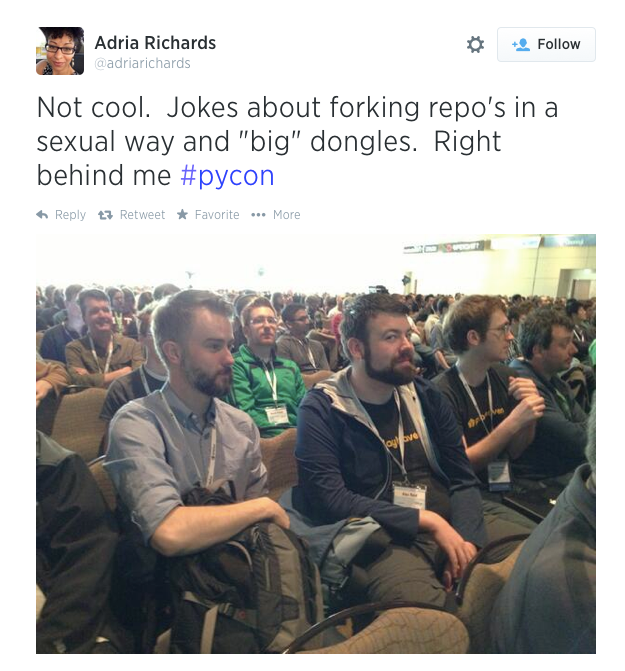 Adria Richards
@adriarichards
Follow
Not cool. Jokes about forking repo's in a
sexual way and "big" dongles. Right
behind me #pycon
Reply Retweet Favorite More